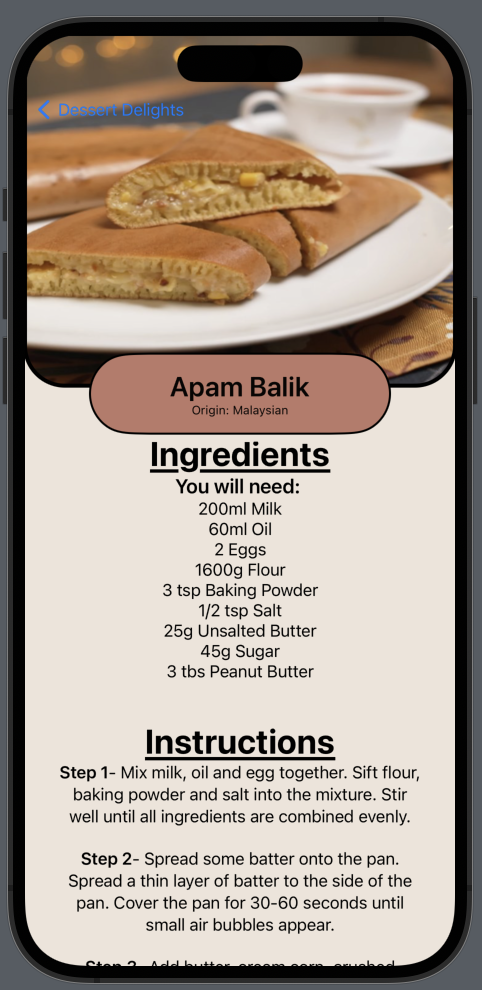 Dessert Delights
Apam Balik
Origin: Malaysian
Ingredients
You will need:
200ml Milk
60ml Oil
2 Eggs
1600g Flour
3 tsp Baking Powder
1/2 tsp Salt
25g Unsalted Butter
45g Sugar
3 tbs Peanut Butter
Instructions
Step 1- Mix milk, oil and egg together. Sift flour,
baking powder and salt into the mixture. Stir
well until all ingredients are combined evenly.
Step 2- Spread some batter onto the pan.
Spread a thin layer of batter to the side of the
pan. Cover the pan for 30-60 seconds until
small air bubbles appear.
Step 3- Add butter, cream corn, crushed